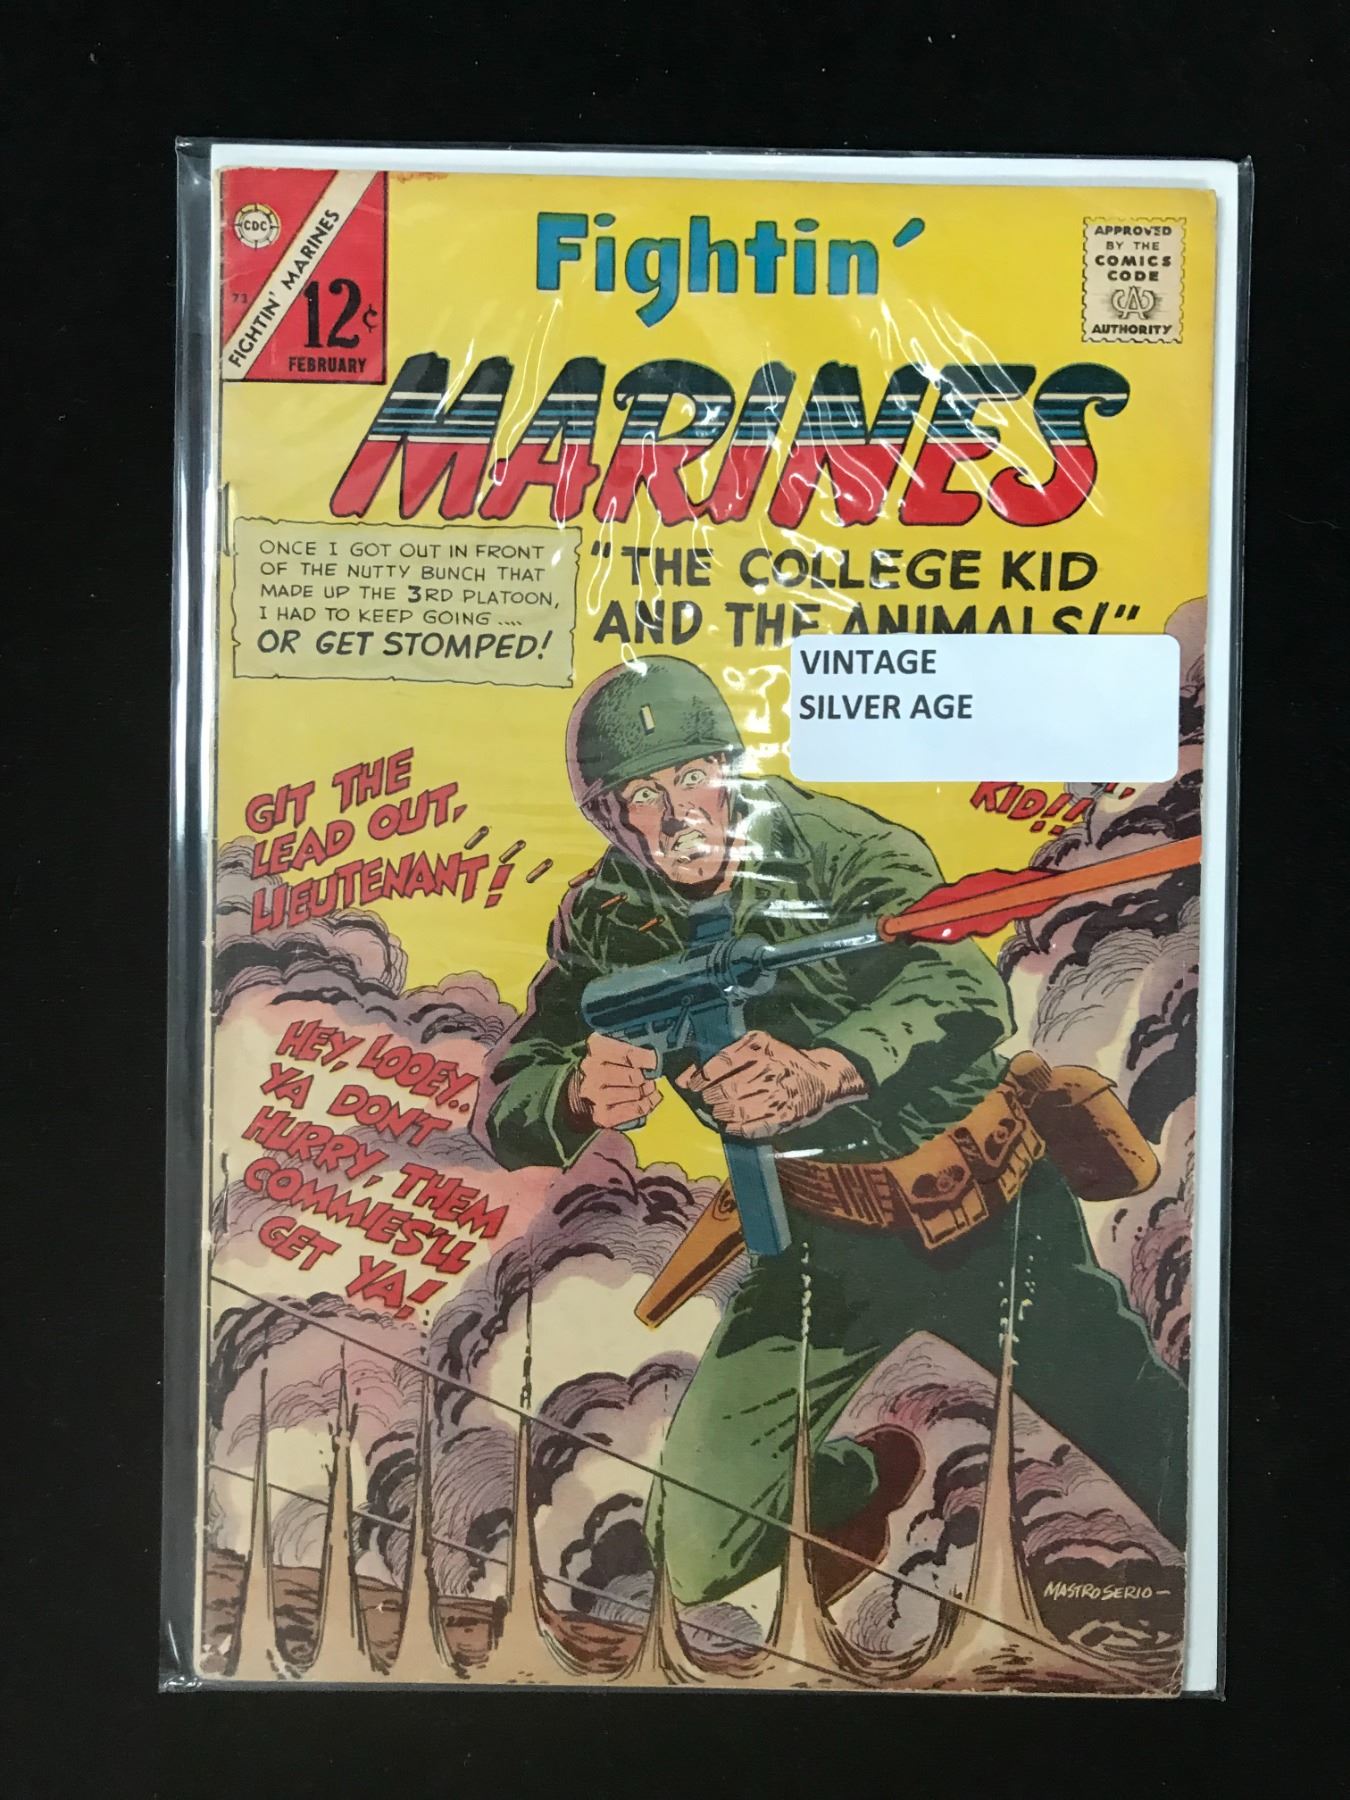 CDC
FIGHTIN' MARINES
73
12¢
FEBRUARY
Fightin'
MARINES
APPROVED
BY THE
COMICS
CODE
CA
AUTHORITY
ONCE I GOT OUT IN FRONT
OF THE NUTTY BUNCH THAT
MADE UP THE 3RD PLATOON,
I HAD TO KEEP GOING ....
OR GET STOMPED!
"THE COLLEGE KID
AND THE ANIMALS!"
VINTAGE
SILVER AGE
KID!!
GIT THE
LEAD OUT,
LIEUTENANT!
HEY, LOOEY..
YA DON'T
HURRY, THEM
COMMIES'LL
GET YA!
MASTROSERIO-